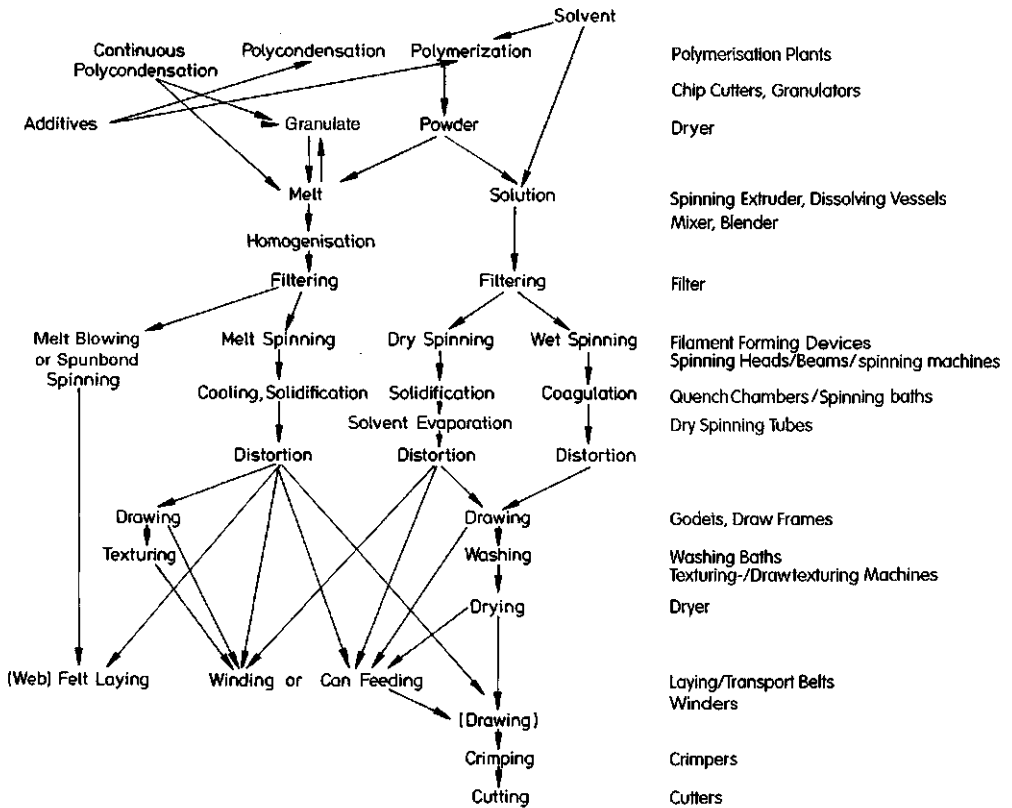 Solvent
Continuous Polycondensation Polymerization Polymerisation Plants
Polycondensation
Chip Cutters, Granulators
Additives Granulate Powder Dryer
Melt Solution Spinning Extruder, Dissolving Vessels
Mixer, Blender
Homogenisation
Filtering Filtering Filter
Melt Blowing Melt Spinning Dry Spinning Wet Spinning Filament Forming Devices
or Spunbond Spinning Heads/Beams/spinning machines
Spinning
Cooling, Solidification Solidification Coagulation Quench Chambers/Spinning baths
Solvent Evaporation Dry Spinning Tubes
Distortion Distortion Distortion
Drawing Drawing Godets, Draw Frames
Texturing Washing Washing Baths
Texturing-/Drawtexturing Machines
Drying Dryer
(Web) Felt Laying Winding or Can Feeding Laying/Transport Belts
Winders
(Drawing)
Crimping Crimpers
Cutting Cutters